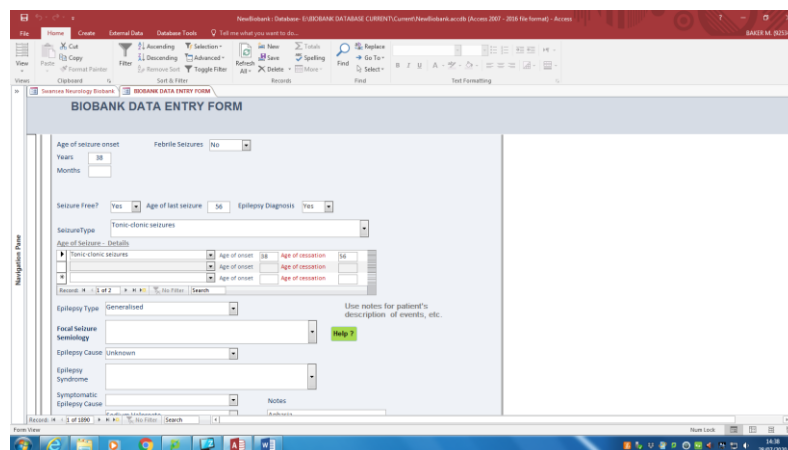 NewBiobank : Database- E:\BIOBANK DATABASE CURRENT\Current\NewBiobank.accdb (Access 2007 - 2016 file format) - Access
File Home Create External Data Database Tools Tell me what you want to do...
BAKER M.
View Paste Cut Copy Format Painter Filter Ascending Descending Remove Sort Selection Advanced Toggle Filter Refresh All New Save Delete Totals Spelling More Find Replace Go To Select
Views Clipboard Sort & Filter Records Find Text Formatting
Swansea Neurology Biobank BIOBANK DATA ENTRY FORM
BIOBANK DATA ENTRY FORM
Age of seizure onset Febrile Seizures No
Years 38
Months
Seizure Free? Yes Age of last seizure 56 Epilepsy Diagnosis Yes
SeizureType Tonic-clonic seizures
Age of Seizure - Details
Tonic-clonic seizures Age of onset 38 Age of cessation 56
Age of onset Age of cessation
Age of onset Age of cessation
Record: 1 of 2 No Filter Search
Epilepsy Type Generalised
Use notes for patient's
description of events, etc.
Focal Seizure
Semiology
Help ?
Epilepsy Cause Unknown
Epilepsy
Syndrome
Symptomatic
Epilepsy Cause
Notes
Record: 1 of 1890 No Filter Search
Form View Num Lock
Navigation Pane
14:38